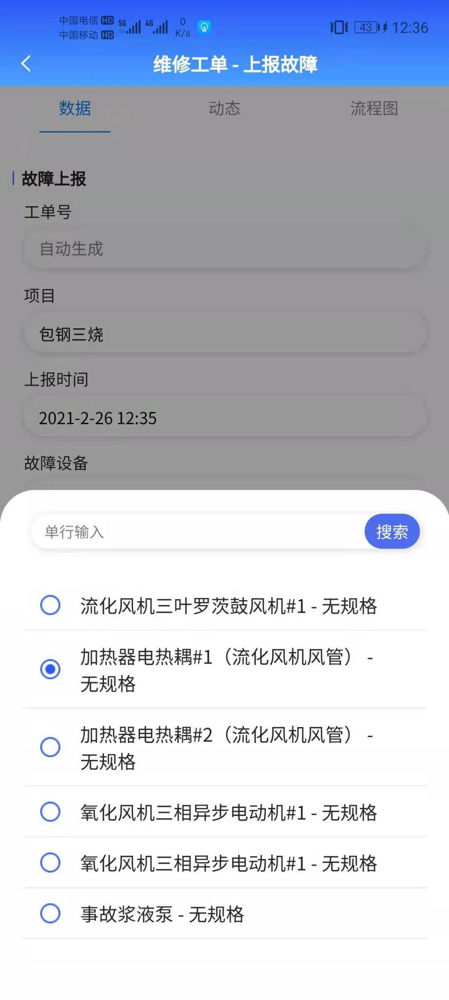 中国电信 HD 5G 4G 0 43 12:36
中国移动 HD K/s
维修工单 - 上报故障
数据 动态 流程图
故障上报
工单号
自动生成
项目
包钢三烧
上报时间
2021-2-26 12:35
故障设备
单行输入 搜索
流化风机三叶罗茨鼓风机#1 - 无规格
加热器电热耦#1（流化风机风管） -
无规格
加热器电热耦#2（流化风机风管） -
无规格
氧化风机三相异步电动机#1 - 无规格
氧化风机三相异步电动机#1 - 无规格
事故浆液泵 - 无规格